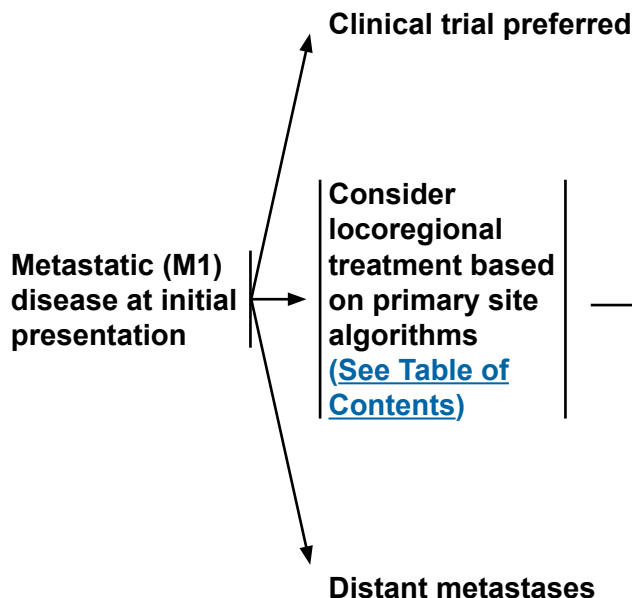 Clinical trial preferred
Metastatic (M1)
disease at initial
presentation
Consider
locoregional
treatment based
on primary site
algorithms
(See Table of
Contents)
Distant metastases